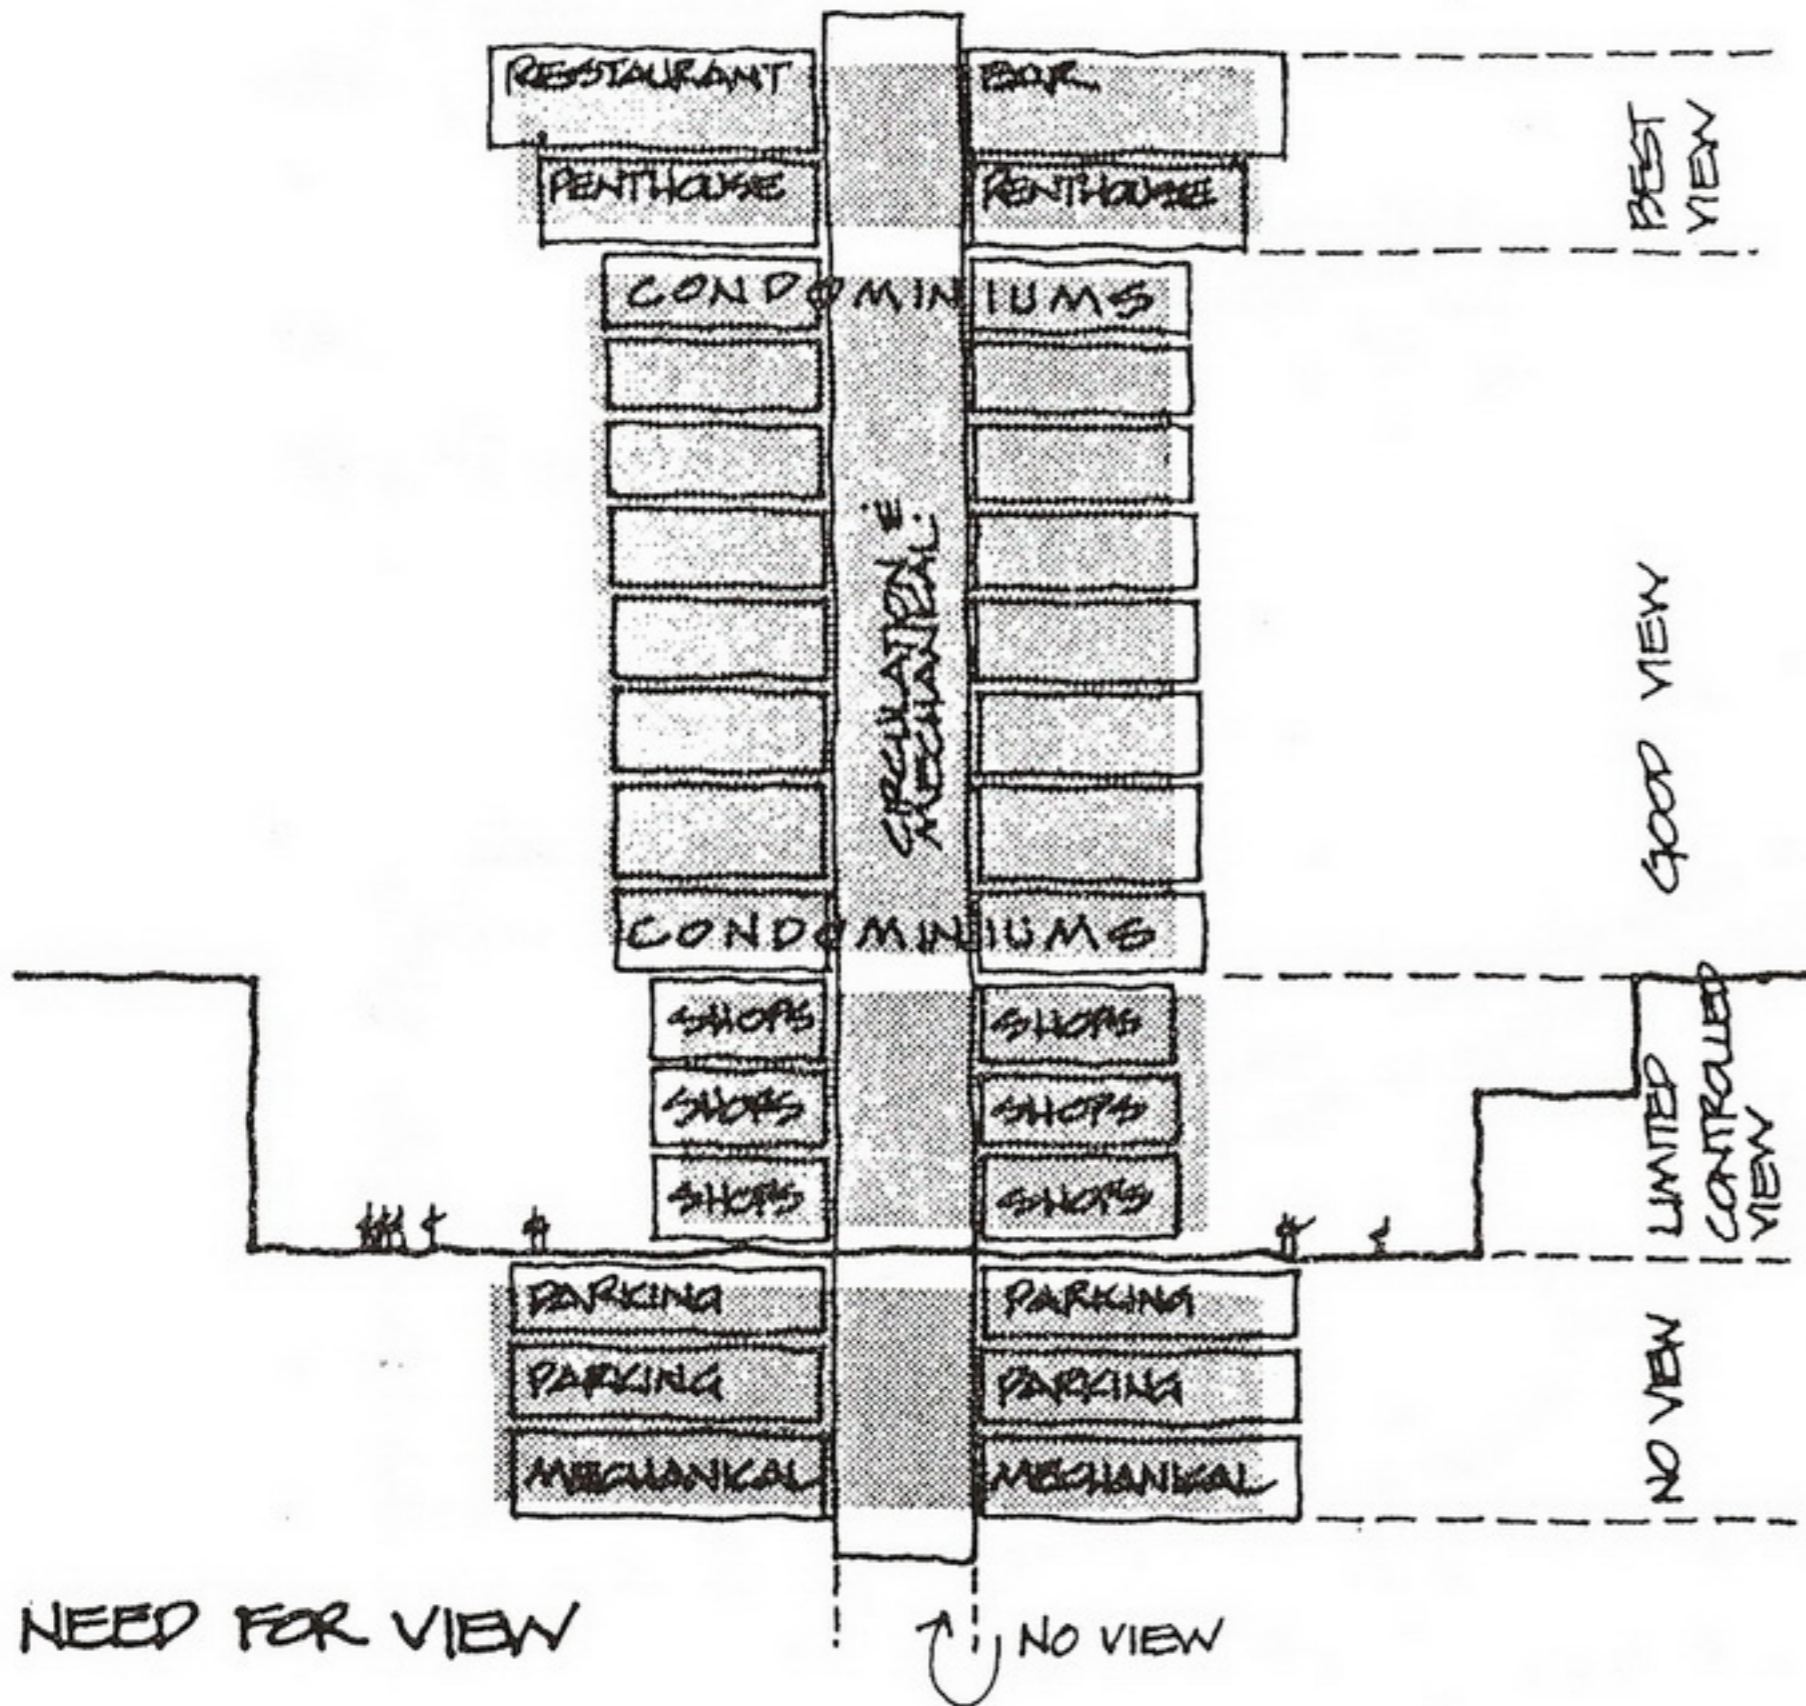 RESTAURANT BAR
PENTHOUSE PENTHOUSE
BEST
VIEW
CONDOMINIUMS
CIRCULATION &
MECHANICAL
GOOD VIEW
CONDOMINIUMS
SHOPS SHOPS
SHOPS SHOPS
SHOPS SHOPS
LIMITED
CONTROLLED
VIEW
PARKING PARKING
PARKING PARKING
MECHANICAL MECHANICAL
NO VIEW
NEED FOR VIEW
NO VIEW